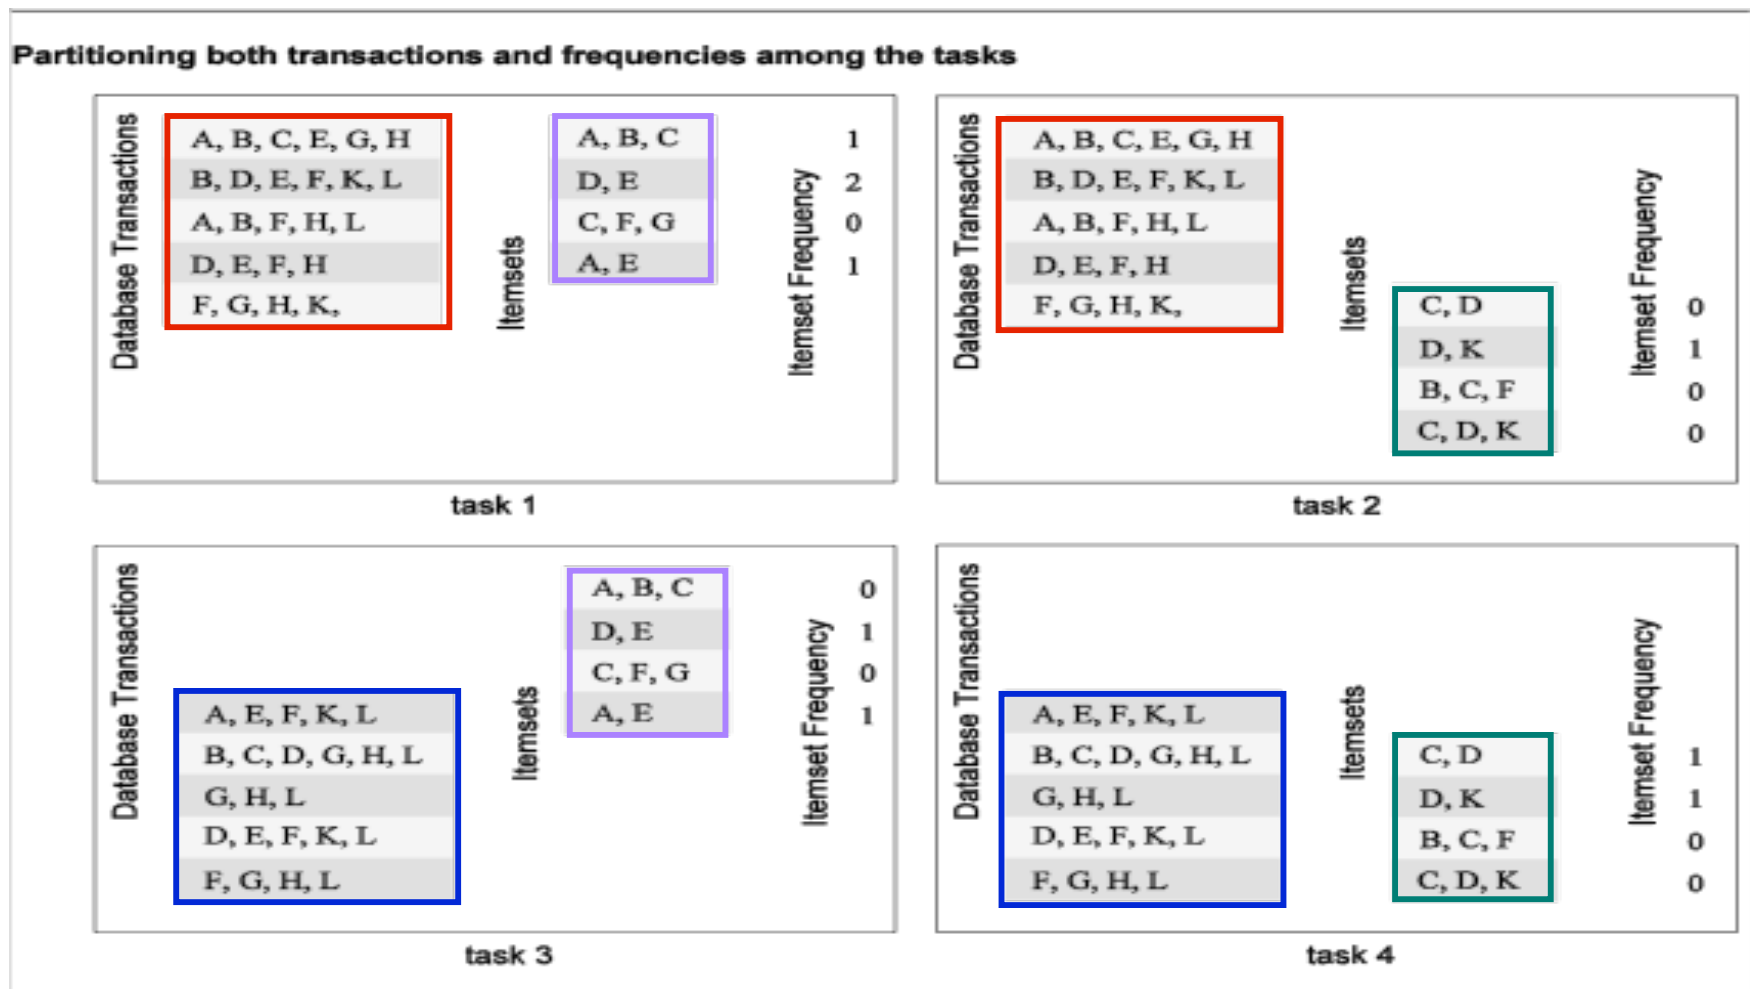 Partitioning both transactions and frequencies among the tasks
Database Transactions
A, B, C, E, G, H
B, D, E, F, K, L
A, B, F, H, L
D, E, F, H
F, G, H, K,
Itemsets
A, B, C
D, E
C, F, G
A, E
Itemset Frequency
1
2
0
1
task 1
Database Transactions
A, B, C, E, G, H
B, D, E, F, K, L
A, B, F, H, L
D, E, F, H
F, G, H, K,
Itemsets
C, D
D, K
B, C, F
C, D, K
Itemset Frequency
0
1
0
0
task 2
Database Transactions
A, E, F, K, L
B, C, D, G, H, L
G, H, L
D, E, F, K, L
F, G, H, L
Itemsets
A, B, C
D, E
C, F, G
A, E
Itemset Frequency
0
1
0
1
task 3
Database Transactions
A, E, F, K, L
B, C, D, G, H, L
G, H, L
D, E, F, K, L
F, G, H, L
Itemsets
C, D
D, K
B, C, F
C, D, K
Itemset Frequency
1
1
0
0
task 4